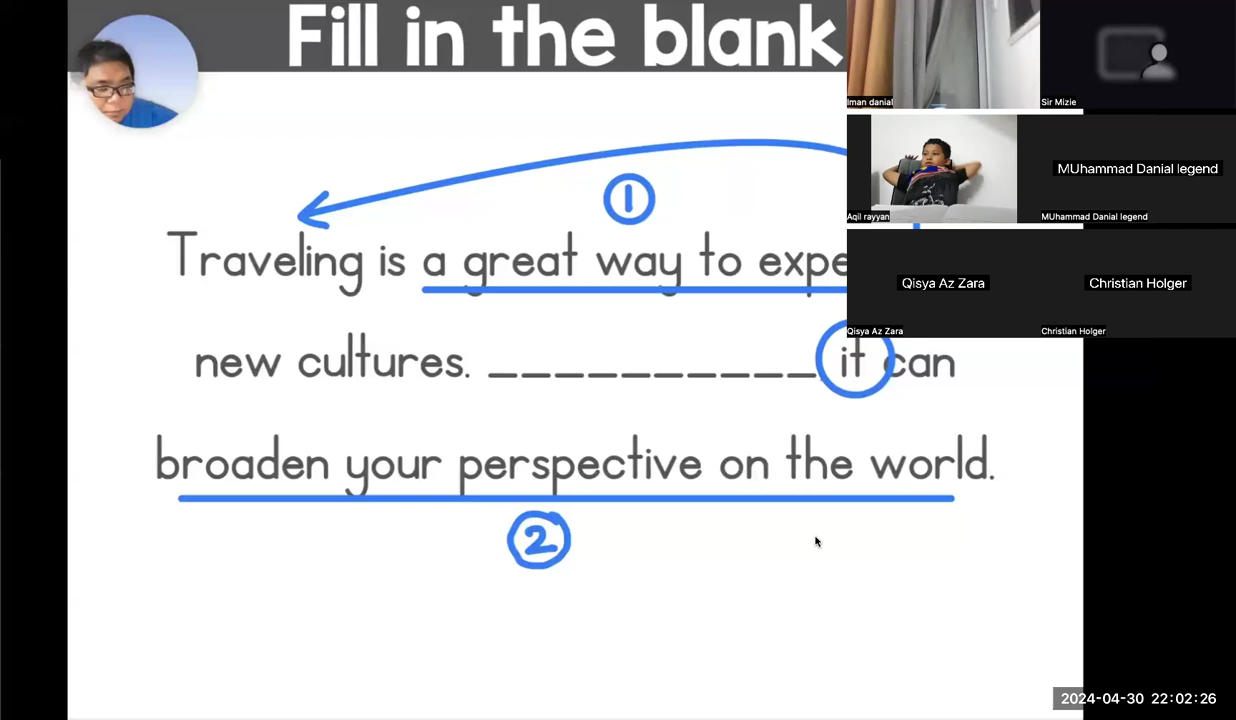 Fill in the blank
1
Traveling is a great way to expe
new cultures. __________, it can
broaden your perspective on the world.
2
Iman danial
Sir Mizie
Aqil rayyan
MUhammad Danial legend
MUhammad Danial legend
Qisya Az Zara
Christian Holger
Qisya Az Zara
Christian Holger
2024-04-30 22:02:26